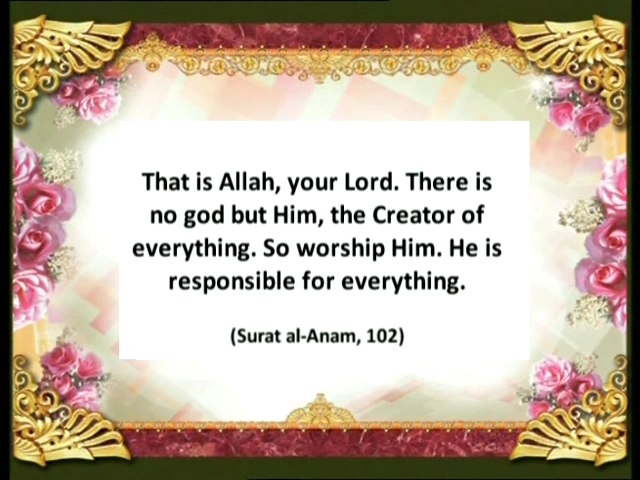 That is Allah, your Lord. There is
no god but Him, the Creator of
everything. So worship Him. He is
responsible for everything.
(Surat al-Anam, 102)